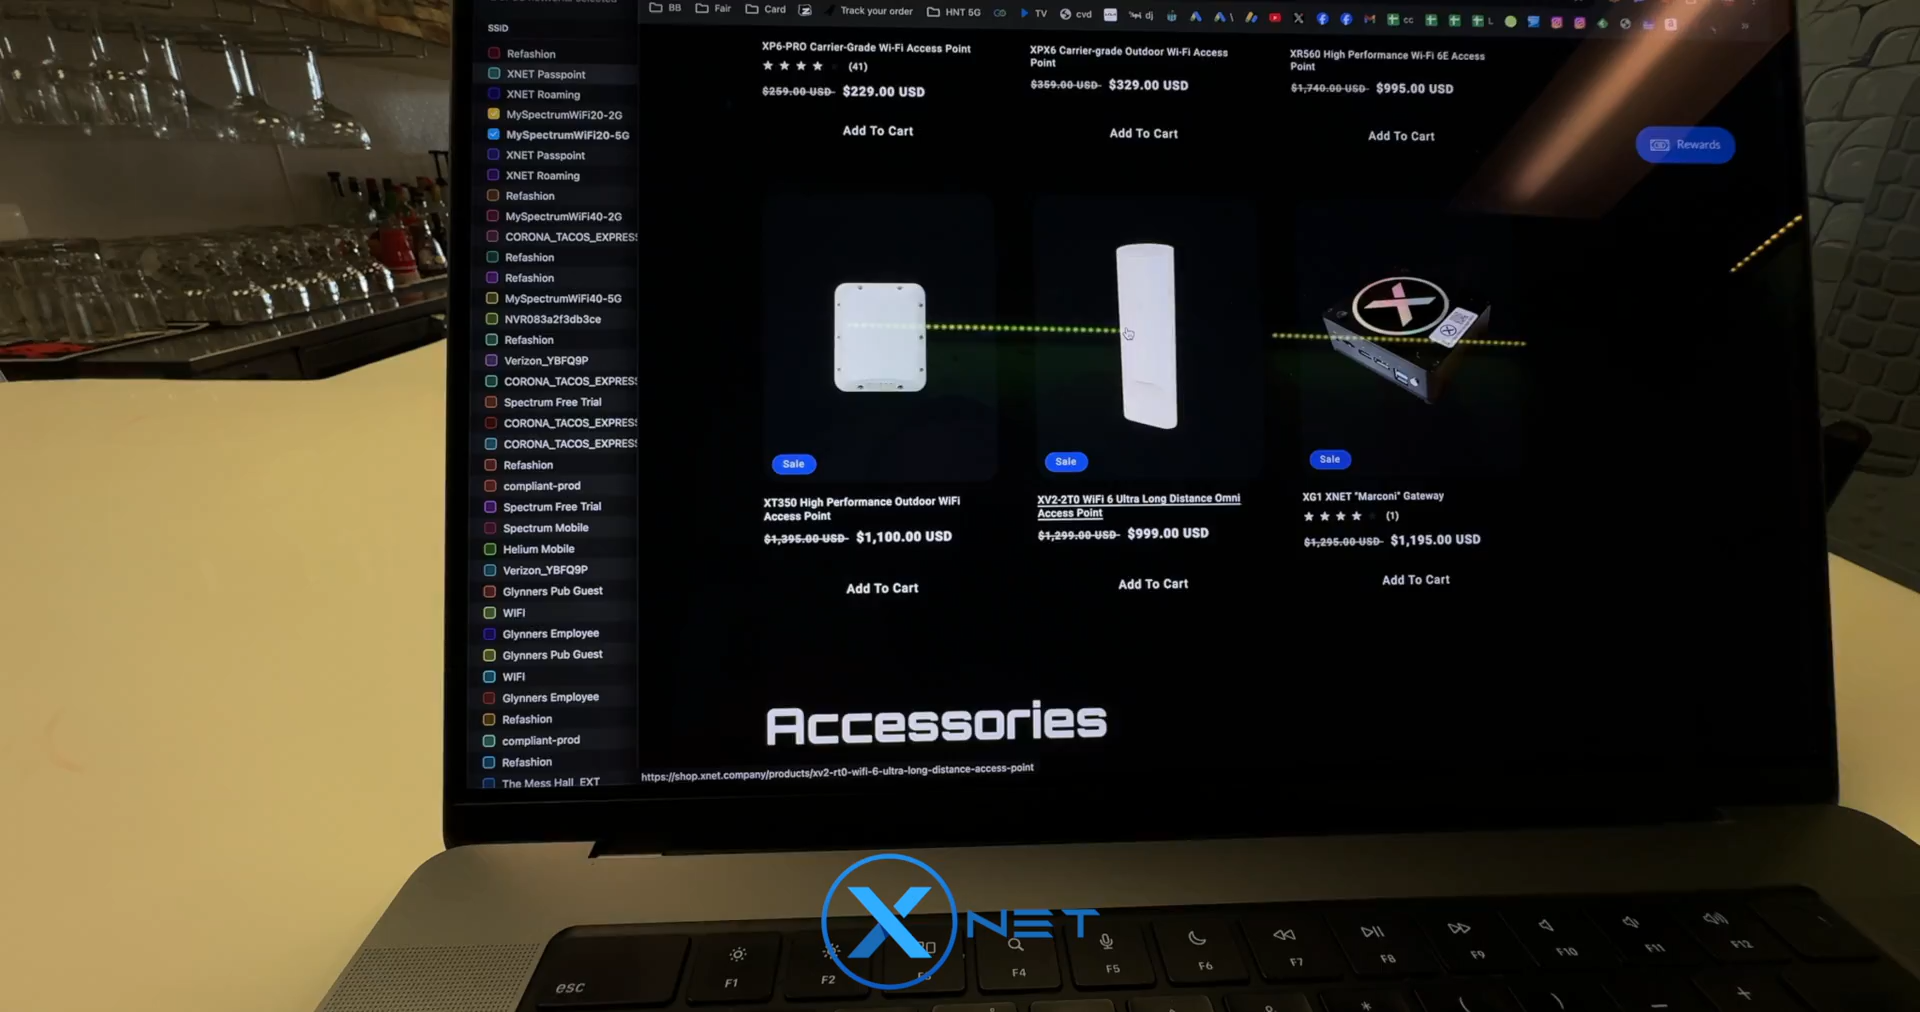 SSID
Refashion
XNET Passpoint
XNET Roaming
MySpectrumWiFi20-2G
MySpectrumWiFi20-5G
XNET Passpoint
XNET Roaming
Refashion
MySpectrumWiFi40-2G
CORONA_TACOS_EXPRESS
Refashion
Refashion
MySpectrumWiFi40-5G
NVR083a2f3db3ce
Refashion
Verizon_YBFQ9P
CORONA_TACOS_EXPRESS
Spectrum Free Trial
CORONA_TACOS_EXPRESS
CORONA_TACOS_EXPRESS
Refashion
compliant-prod
Spectrum Free Trial
Spectrum Mobile
Helium Mobile
Verizon_YBFQ9P
Glynners Pub Guest
WIFI
Glynners Employee
Glynners Pub Guest
WIFI
Glynners Employee
Refashion
compliant-prod
Refashion
The Mess Hall_EXT
BB Fair Card Track your order HNT 5G TV cvd dj cc L
XP6-PRO Carrier-Grade Wi-Fi Access Point
(41)
$259.00 USD $229.00 USD
Add To Cart
XPX6 Carrier-grade Outdoor Wi-Fi Access
Point
$359.00 USD $329.00 USD
Add To Cart
XR560 High Performance Wi-Fi 6E Access
Point
$1,740.00 USD $995.00 USD
Add To Cart
Rewards
Sale
XT350 High Performance Outdoor WiFi
Access Point
$1,395.00 USD $1,100.00 USD
Add To Cart
Sale
XV2-2T0 WiFi 6 Ultra Long Distance Omni
Access Point
$1,299.00 USD $999.00 USD
Add To Cart
Sale
XG1 XNET "Marconi" Gateway
(1)
$1,295.00 USD $1,195.00 USD
Add To Cart
Accessories
https://shop.xnet.company/products/xv2-rt0-wifi-6-ultra-long-distance-access-point
X NET
esc F1 F2 F3 F4 F5 F6 F7 F8 F9 F10 F11 F12